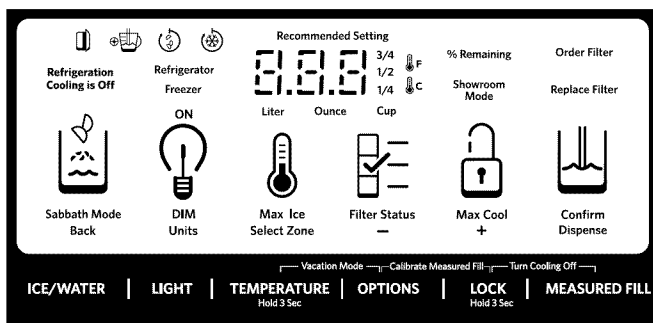 Recommended Setting
Refrigeration
Cooling is Off
Refrigerator
Freezer
8.8.8
3/4
1/2
1/4
F
C
% Remaining
Showroom
Mode
Order Filter
Replace Filter
ON
Liter Ounce Cup
Sabbath Mode
Back
DIM
Units
Max Ice
Select Zone
Filter Status
–
Max Cool
+
Confirm
Dispense
Vacation Mode Calibrate Measured Fill Turn Cooling Off
ICE/WATER | LIGHT | TEMPERATURE | OPTIONS | LOCK | MEASURED FILL
Hold 3 Sec Hold 3 Sec